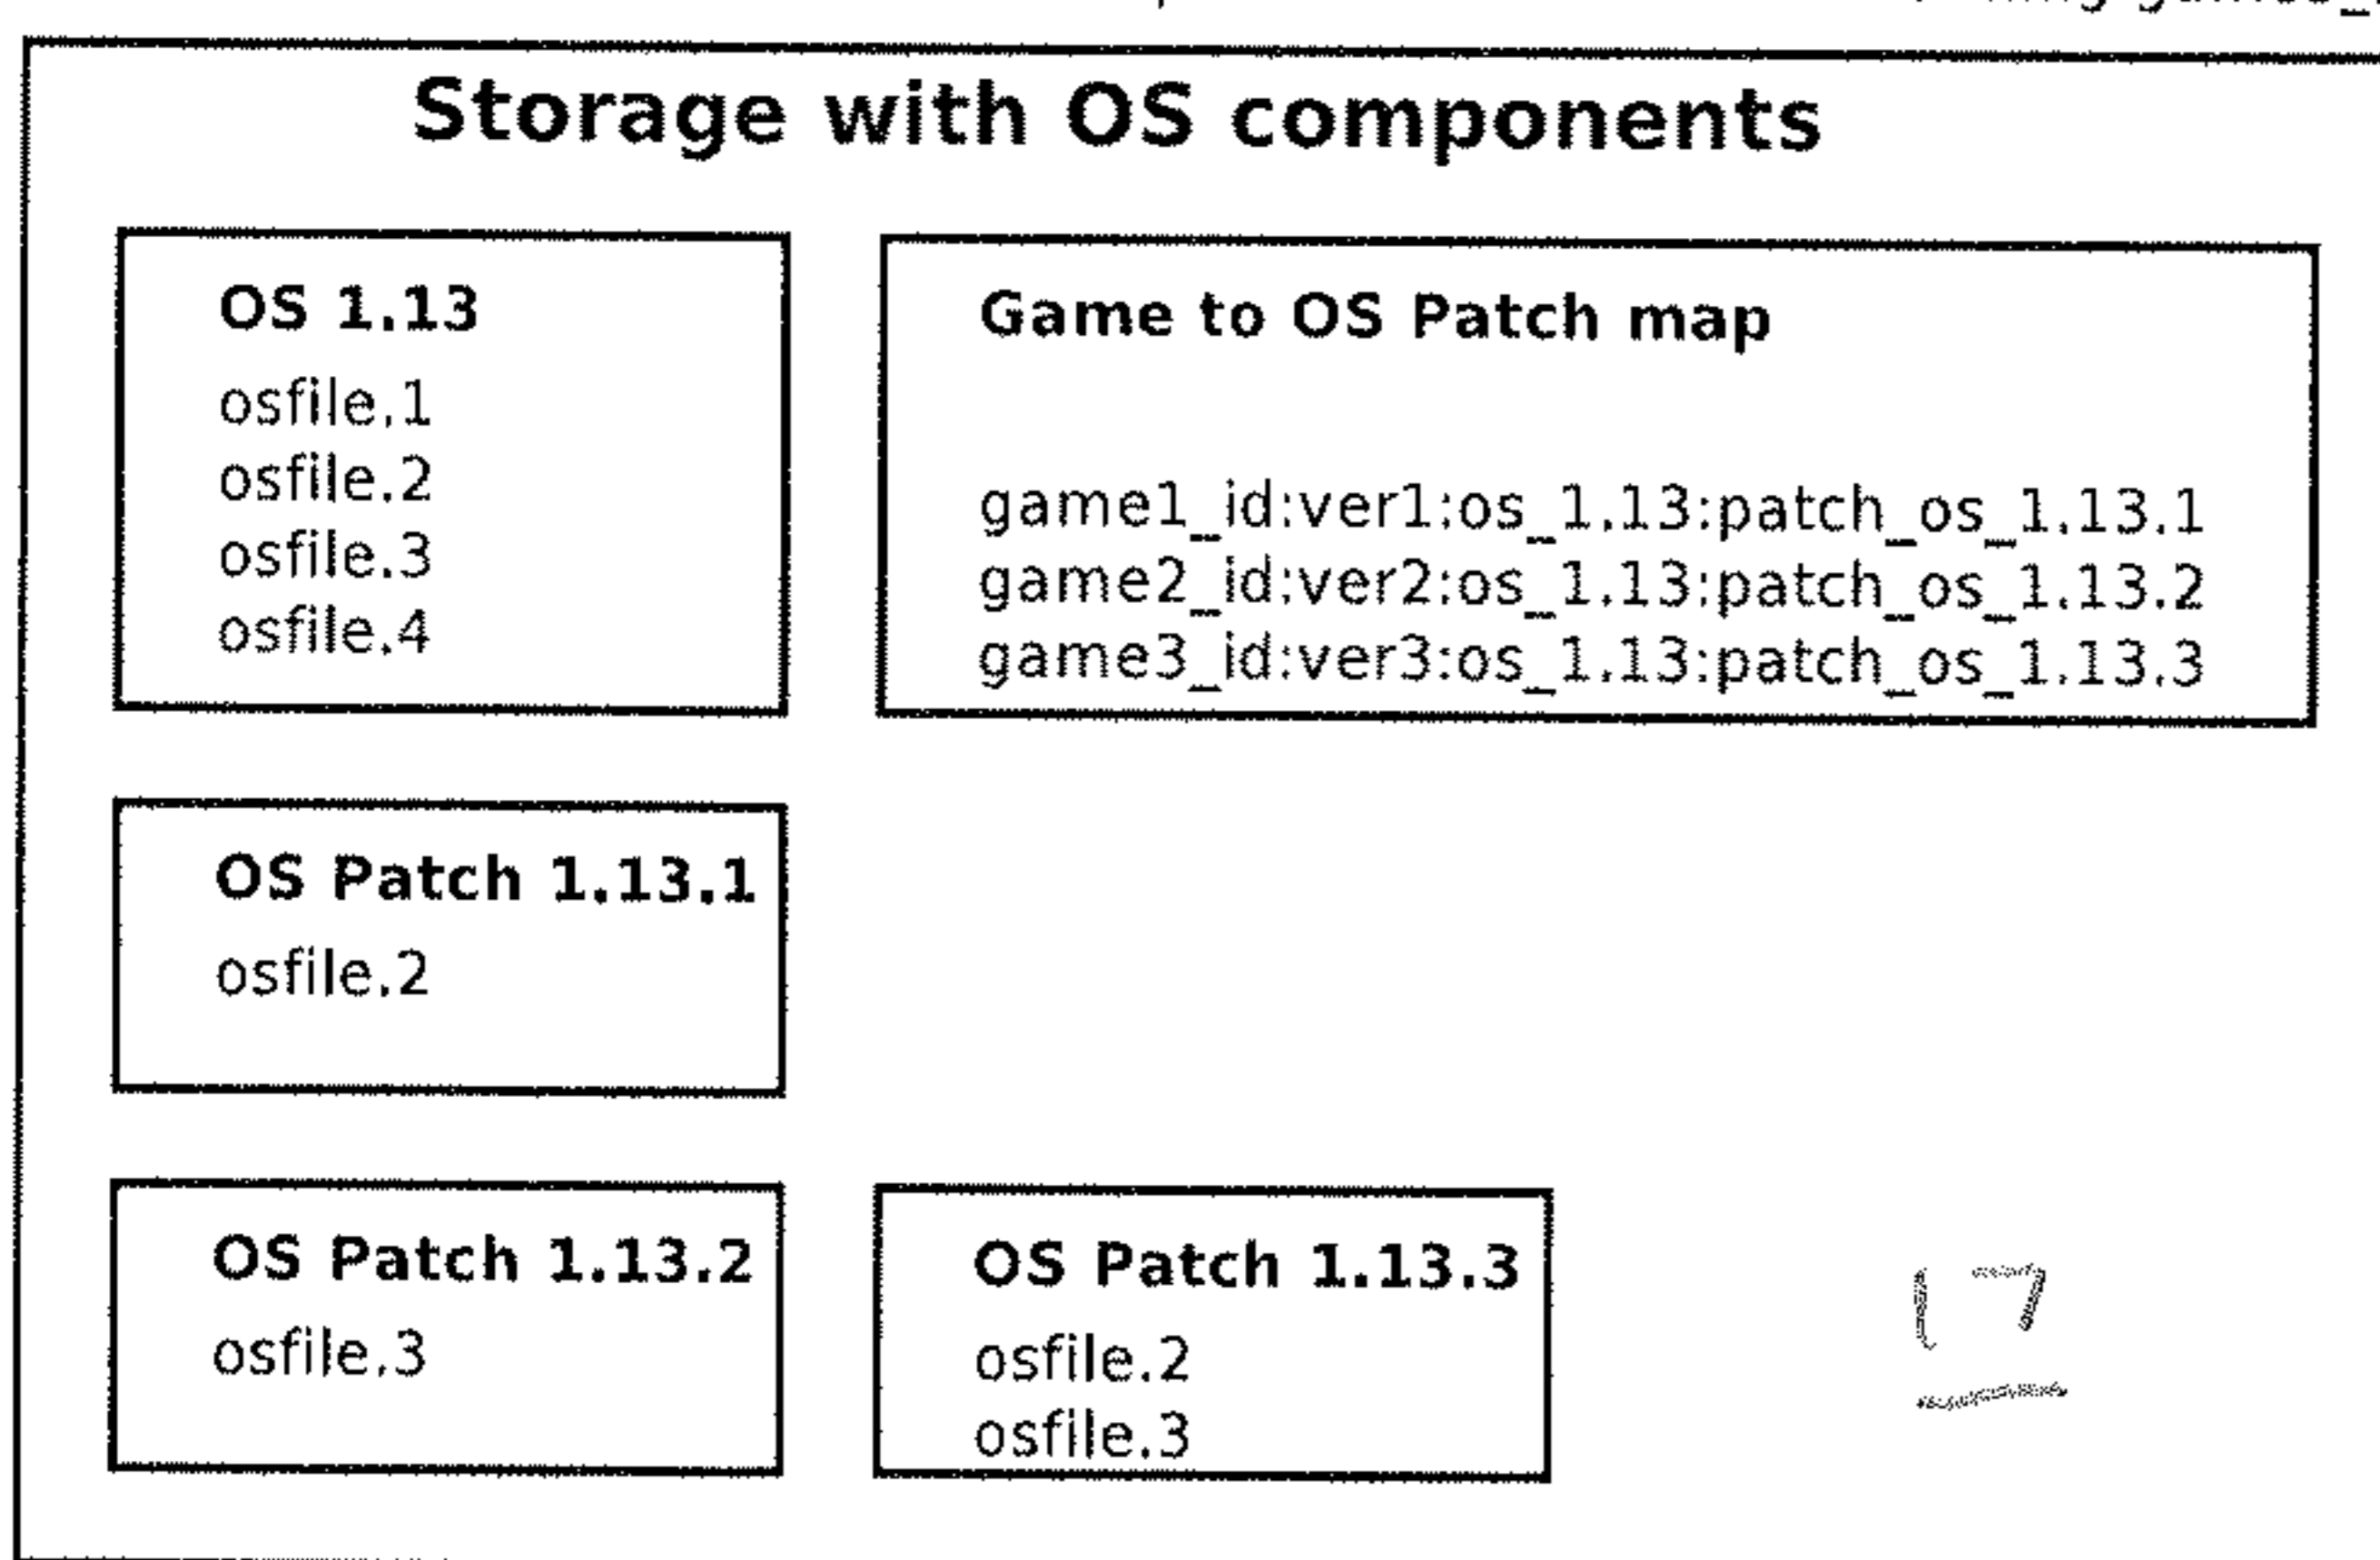 Storage with OS components
OS 1.13
osfile.1
osfile.2
osfile.3
osfile.4
Game to OS Patch map
game1_id:ver1:os_1.13:patch_os_1.13.1
game2_id:ver2:os_1.13:patch_os_1.13.2
game3_id:ver3:os_1.13:patch_os_1.13.3
OS Patch 1.13.1
osfile.2
OS Patch 1.13.2
osfile.3
OS Patch 1.13.3
osfile.2
osfile.3
17